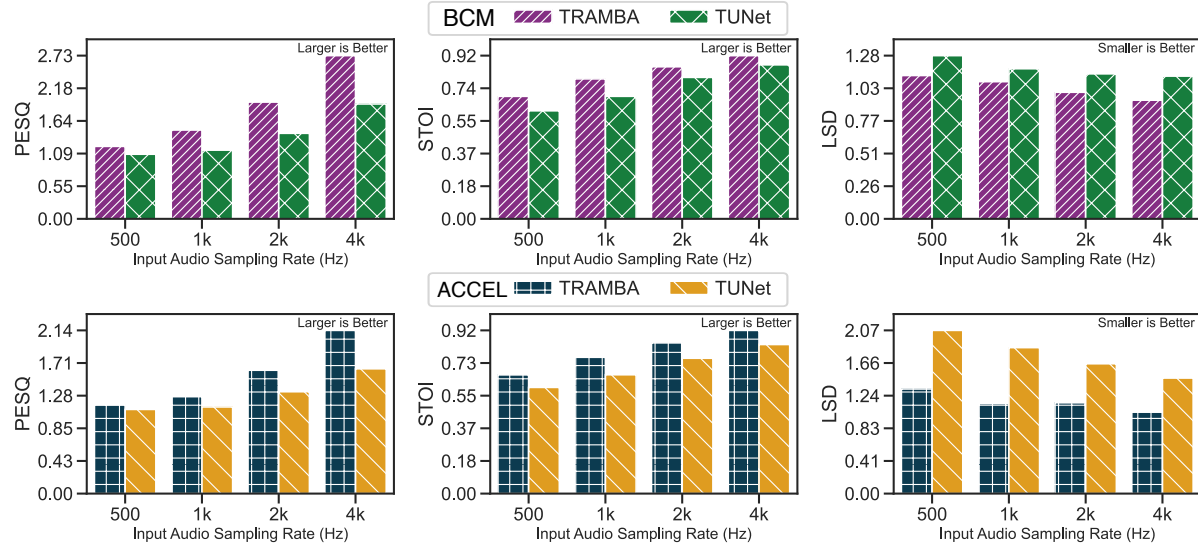 BCM TRAMBA TUNet
Larger is Better
PESQ
2.73
2.18
1.64
1.09
0.55
0.00
500 1k 2k 4k
Input Audio Sampling Rate (Hz)
Larger is Better
STOI
0.92
0.74
0.55
0.37
0.18
0.00
500 1k 2k 4k
Input Audio Sampling Rate (Hz)
Smaller is Better
LSD
1.28
1.03
0.77
0.51
0.26
0.00
500 1k 2k 4k
Input Audio Sampling Rate (Hz)
ACCEL TRAMBA TUNet
Larger is Better
PESQ
2.14
1.71
1.28
0.85
0.43
0.00
500 1k 2k 4k
Input Audio Sampling Rate (Hz)
Larger is Better
STOI
0.92
0.73
0.55
0.37
0.18
0.00
500 1k 2k 4k
Input Audio Sampling Rate (Hz)
Smaller is Better
LSD
2.07
1.66
1.24
0.83
0.41
0.00
500 1k 2k 4k
Input Audio Sampling Rate (Hz)